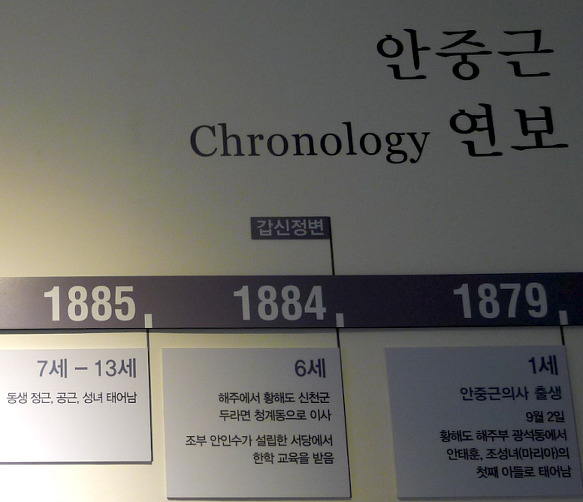 안중근
Chronology 연보
갑신정변
1885
1884
1879
7세 – 13세
동생 정근, 공근, 성녀 태어남
6세
해주에서 황해도 신천군
두라면 청계동으로 이사
조부 안인수가 설립한 서당에서
한학 교육을 받음
1세
안중근의사 출생
9월 2일
황해도 해주부 광석동에서
안태훈, 조성녀(마리아)의
첫째 아들로 태어남